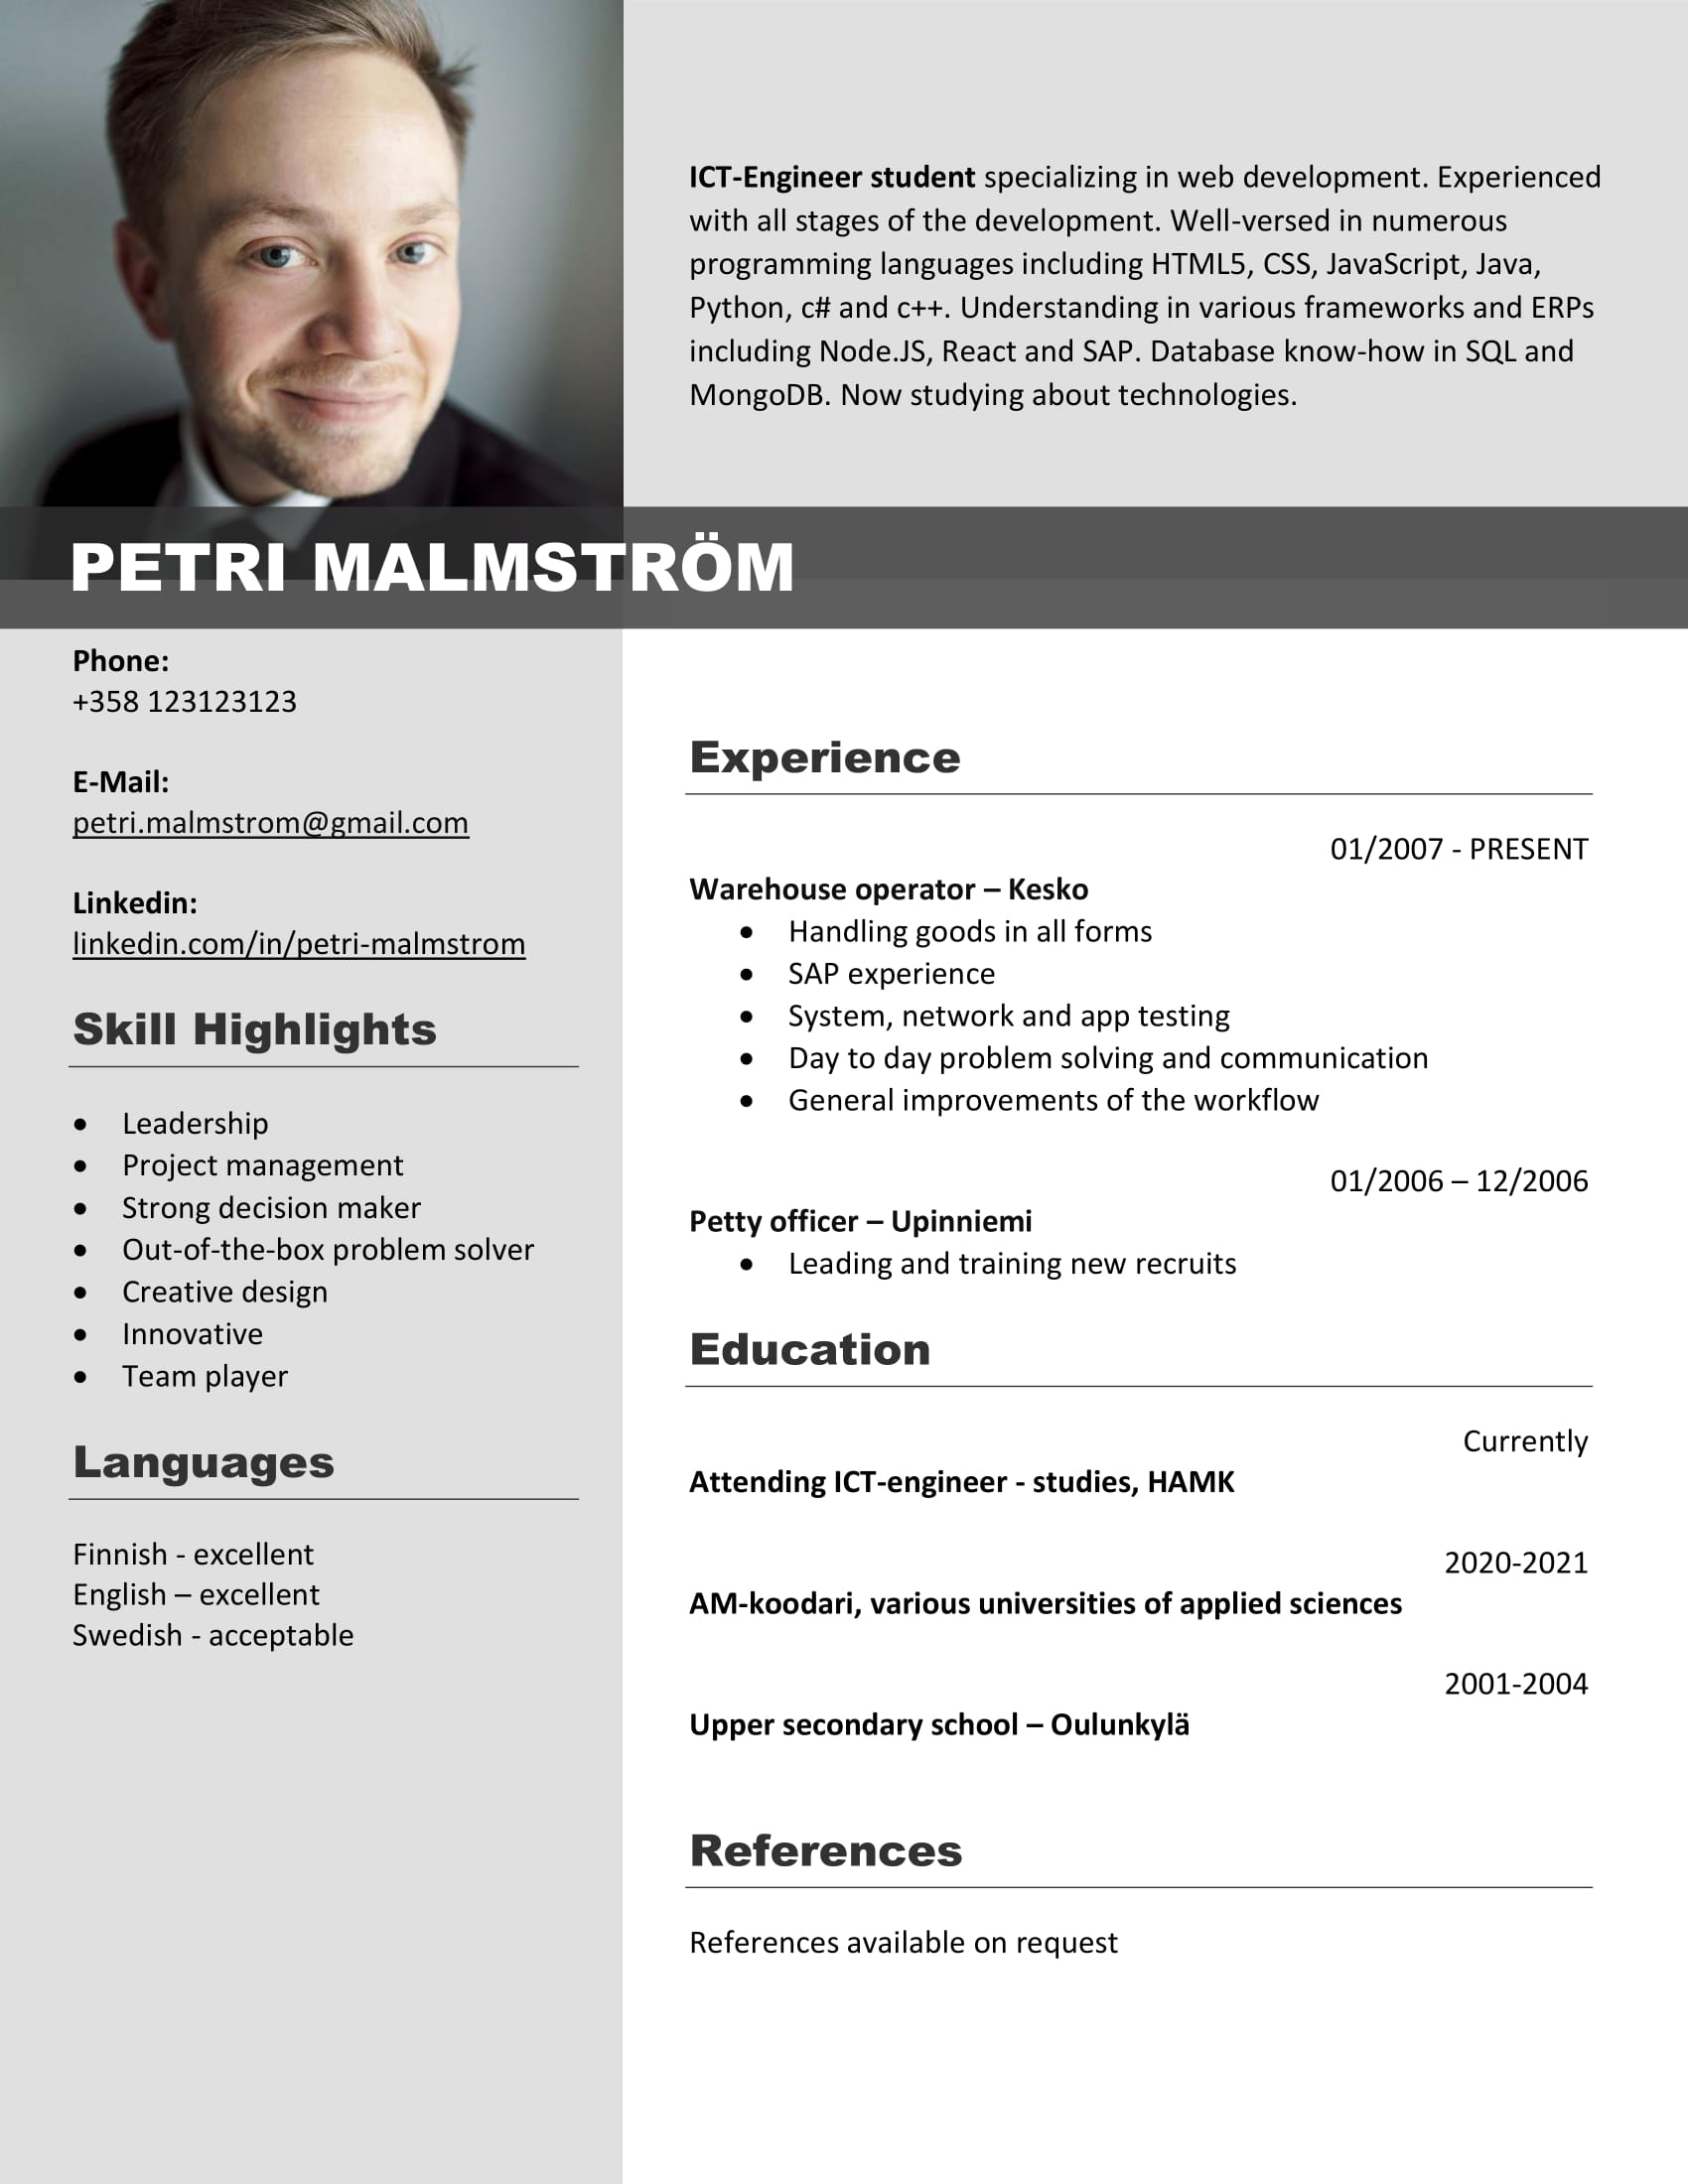 ICT-Engineer student specializing in web development. Experienced
with all stages of the development. Well-versed in numerous
programming languages including HTML5, CSS, JavaScript, Java,
Python, c# and c++. Understanding in various frameworks and ERPs
including Node.JS, React and SAP. Database know-how in SQL and
MongoDB. Now studying about technologies.
PETRI MALMSTRÖM
Phone:
+358 123123123
E-Mail:
petri.malmstrom@gmail.com
Linkedin:
linkedin.com/in/petri-malmstrom
Skill Highlights
• Leadership
• Project management
• Strong decision maker
• Out-of-the-box problem solver
• Creative design
• Innovative
• Team player
Languages
Finnish - excellent
English – excellent
Swedish - acceptable
Experience
01/2007 - PRESENT
Warehouse operator – Kesko
• Handling goods in all forms
• SAP experience
• System, network and app testing
• Day to day problem solving and communication
• General improvements of the workflow
01/2006 – 12/2006
Petty officer – Upinniemi
• Leading and training new recruits
Education
Currently
Attending ICT-engineer - studies, HAMK
2020-2021
AM-koodari, various universities of applied sciences
2001-2004
Upper secondary school – Oulunkylä
References
References available on request